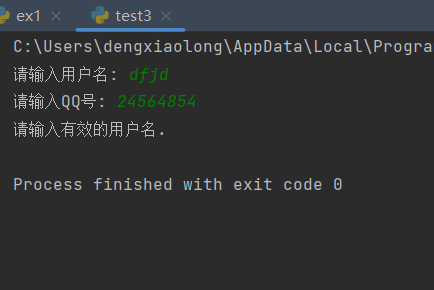 ex1 test3
C:\Users\dengxiaolong\AppData\Local\Progra
请输入用户名: dfjd
请输入QQ号: 24564854
请输入有效的用户名.
Process finished with exit code 0